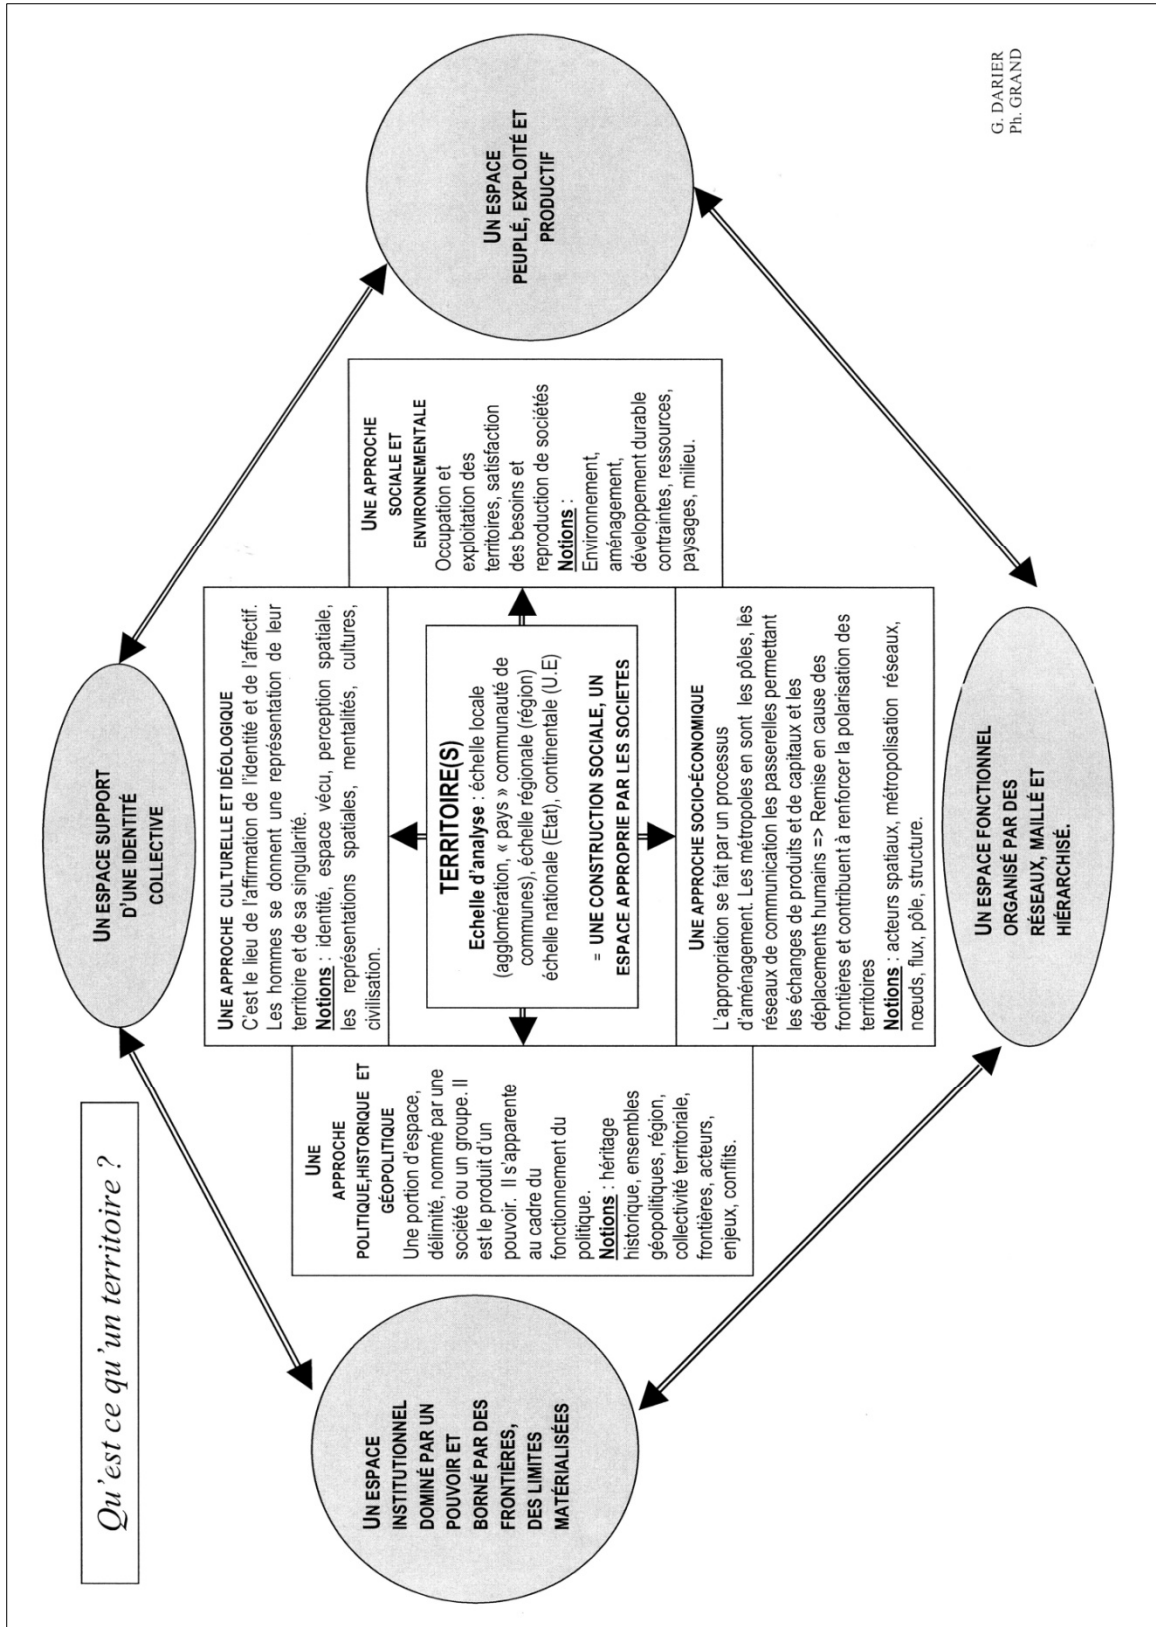 Qu'est ce qu'un territoire ?
UN ESPACE SUPPORT
D'UNE IDENTITÉ
COLLECTIVE
UNE APPROCHE CULTURELLE ET IDÉOLOGIQUE
C'est le lieu de l'affirmation de l'identité et de l'affectif.
Les hommes se donnent une représentation de leur
territoire et de sa singularité.
Notions : identité, espace vécu, perception spatiale,
les représentations spatiales, mentalités, cultures,
civilisation.
UN ESPACE
INSTITUTIONNEL
DOMINÉ PAR UN
POUVOIR ET
BORNÉ PAR DES
FRONTIÈRES,
DES LIMITES
MATÉRIALISÉES
UNE
APPROCHE
POLITIQUE,HISTORIQUE ET
GÉOPOLITIQUE
Une portion d'espace,
délimité, nommé par une
société ou un groupe. Il
est le produit d'un
pouvoir. Il s'apparente
au cadre du
fonctionnement du
politique.
Notions : héritage
historique, ensembles
géopolitiques, région,
collectivité territoriale,
frontières, acteurs,
enjeux, conflits.
TERRITOIRE(S)
Echelle d'analyse : échelle locale
(agglomération, « pays » communauté de
communes), échelle régionale (région)
échelle nationale (Etat), continentale (U.E)
= UNE CONSTRUCTION SOCIALE, UN
ESPACE APPROPRIE PAR LES SOCIETES
UNE APPROCHE
SOCIALE ET
ENVIRONNEMENTALE
Occupation et
exploitation des
territoires, satisfaction
des besoins et
reproduction de sociétés
Notions :
Environnement,
aménagement,
développement durable
contraintes, ressources,
paysages, milieu.
UN ESPACE
PEUPLÉ, EXPLOITÉ ET
PRODUCTIF
UNE APPROCHE SOCIO-ÉCONOMIQUE
L'appropriation se fait par un processus
d'aménagement. Les métropoles en sont les pôles, les
réseaux de communication les passerelles permettant
les échanges de produits et de capitaux et les
déplacements humains => Remise en cause des
frontières et contribuent à renforcer la polarisation des
territoires
Notions : acteurs spatiaux, métropolisation réseaux,
nœuds, flux, pôle, structure.
UN ESPACE FONCTIONNEL
ORGANISÉ PAR DES
RÉSEAUX, MAILLÉ ET
HIÉRARCHISÉ.
G. DARIER
Ph. GRAND